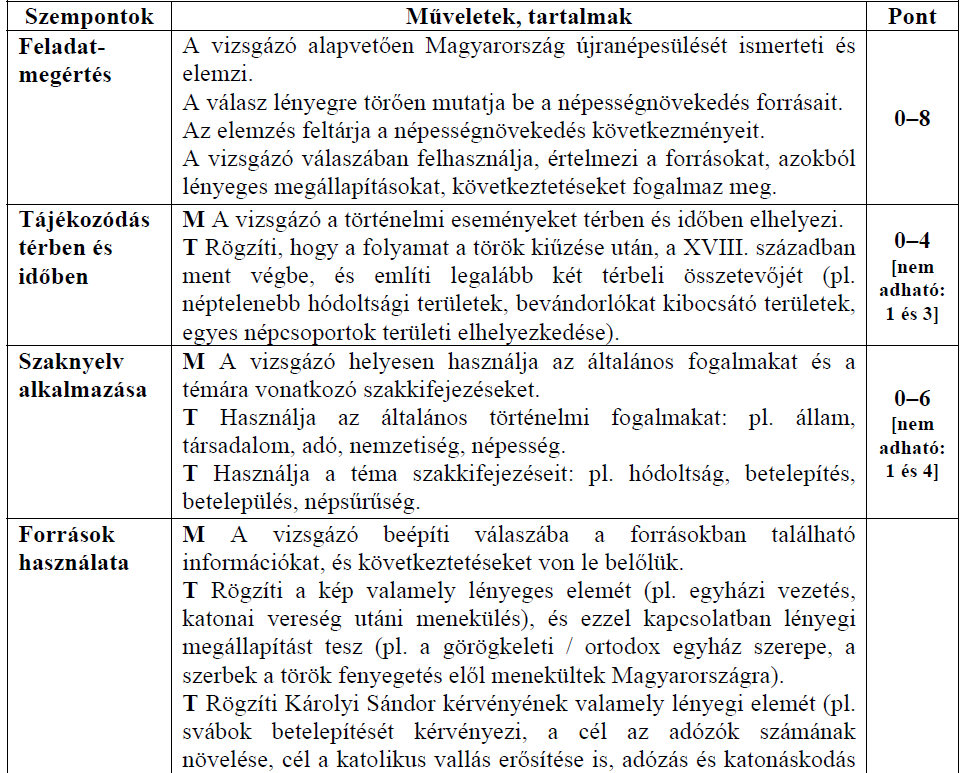 Szempontok Műveletek, tartalmak Pont
Feladat-
megértés
A vizsgázó alapvetően Magyarország újranépesülését ismerteti és
elemzi.
A válasz lényegre törően mutatja be a népességnövekedés forrásait.
Az elemzés feltárja a népességnövekedés következményeit.
A vizsgázó válaszában felhasználja, értelmezi a forrásokat, azokból
lényeges megállapításokat, következtetéseket fogalmaz meg.
0–8
Tájékozódás
térben és
időben
M A vizsgázó a történelmi eseményeket térben és időben elhelyezi.
T Rögzíti, hogy a folyamat a török kiűzése után, a XVIII. században
ment végbe, és említi legalább két térbeli összetevőjét (pl.
néptelenebb hódoltsági területek, bevándorlókat kibocsátó területek,
egyes népcsoportok területi elhelyezkedése).
0–4
[nem
adható:
1 és 3]
Szaknyelv
alkalmazása
M A vizsgázó helyesen használja az általános fogalmakat és a
témára vonatkozó szakkifejezéseket.
T Használja az általános történelmi fogalmakat: pl. állam,
társadalom, adó, nemzetiség, népesség.
T Használja a téma szakkifejezéseit: pl. hódoltság, betelepítés,
betelepülés, népsűrűség.
0–6
[nem
adható:
1 és 4]
Források
használata
M A vizsgázó beépíti válaszába a forrásokban található
információkat, és következtetéseket von le belőlük.
T Rögzíti a kép valamely lényeges elemét (pl. egyházi vezetés,
katonai vereség utáni menekülés), és ezzel kapcsolatban lényegi
megállapítást tesz (pl. a görögkeleti / ortodox egyház szerepe, a
szerbek a török fenyegetés elől menekültek Magyarországra).
T Rögzíti Károlyi Sándor kérvényének valamely lényegi elemét (pl.
svábok betelepítését kérvényezi, a cél az adózók számának
növelése, cél a katolikus vallás erősítése is, adózás és katonáskodás